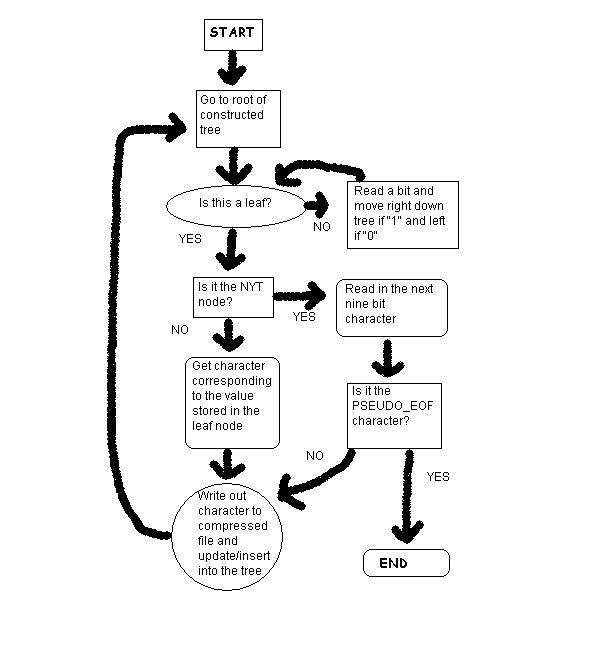 START
Go to root of
constructed
tree
Is this a leaf?
NO
Read a bit and
move right down
tree if "1" and left
if "0"
YES
Is it the NYT
node?
YES
Read in the next
nine bit
character
NO
Get character
corresponding
to the value
stored in the
leaf node
Is it the
PSEUDO_EOF
character?
NO
YES
Write out
character to
compressed
file and
update/insert
into the tree
END